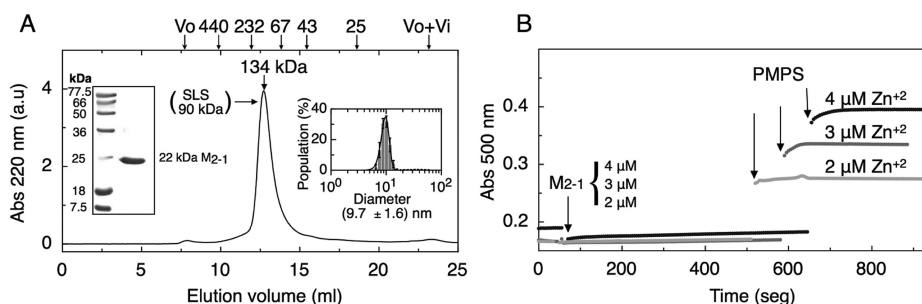 A
Vo 440 232 67 43 25 Vo+Vi
134 kDa
(SLS 90 kDa)
kDa
77.5
66
50
36
25
18
7.5
22 kDa M2-1
Population (%)
40
20
0
10^0 10^1 10^2
Diameter
(9.7 ± 1.6) nm
Abs 220 nm (a.u)
4
2
0
0 5 10 15 20 25
Elution volume (ml)
B
PMPS
4 µM Zn+2
3 µM Zn+2
2 µM Zn+2
M2-1 {
4 µM
3 µM
2 µM
Abs 500 nm
0.4
0.3
0.2
0 200 400 600 800
Time (seg)